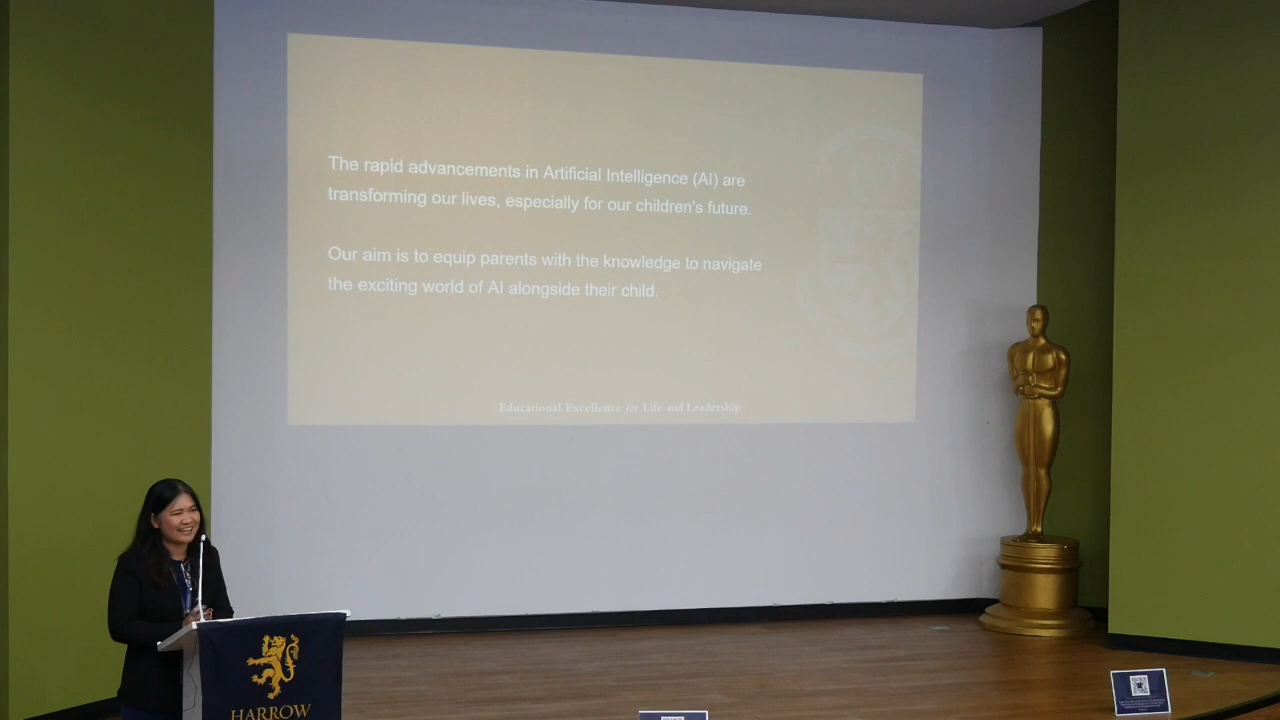 The rapid advancements in Artificial Intelligence (AI) are
transforming our lives, especially for our children's future.
Our aim is to equip parents with the knowledge to navigate
the exciting world of AI alongside their child.
Educational Excellence for Life and Leadership
HARROW